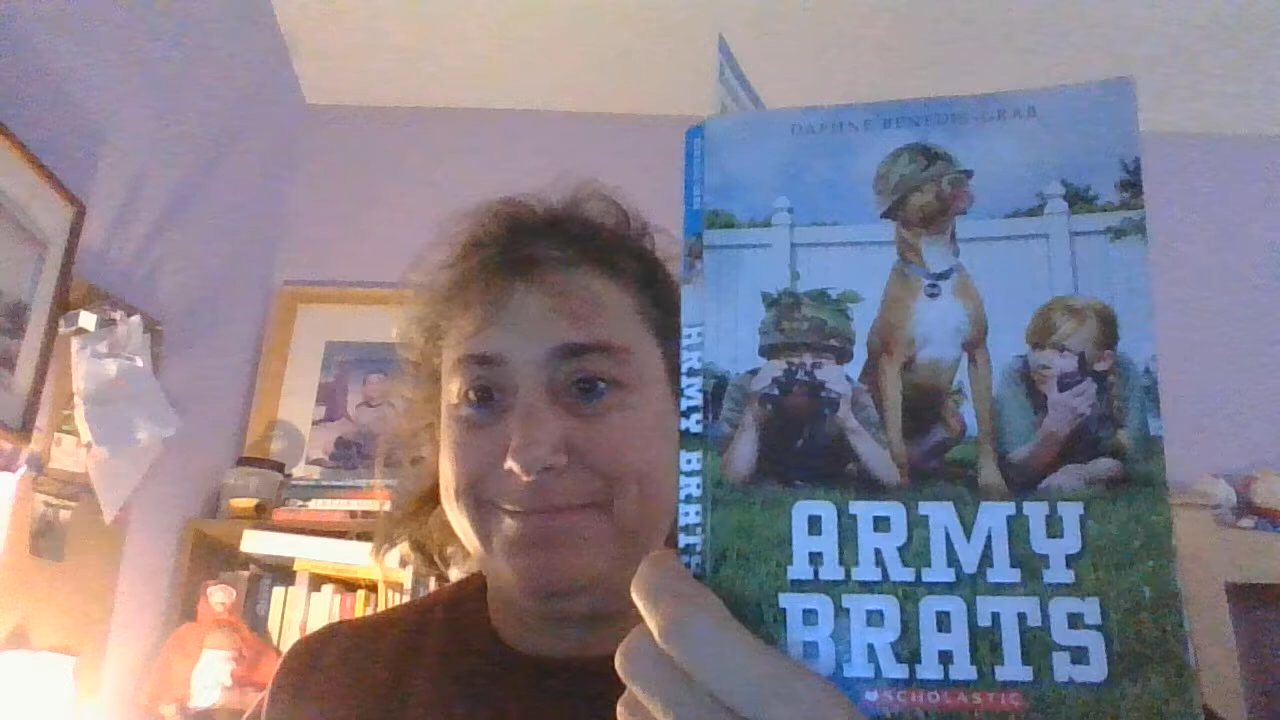 DAPHNE BENEDIS-GRAB
ARMY
BRATS
SCHOLASTIC
ARMY BRATS